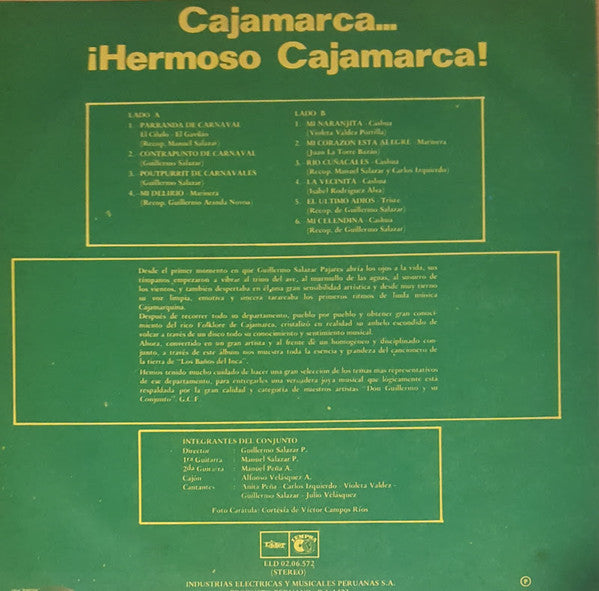 Cajamarca...
¡Hermoso Cajamarca!
LADO A
1.- PARRANDA DE CARNAVAL
El Cilulo - El Gavilán
(Recop. Manuel Salazar)
2.- CONTRAPUNTO DE CARNAVAL
(Guillermo Salazar)
3.- POUTPURRIT DE CARNAVALES
(Guillermo Salazar)
4.- MI DELIRIO - Marinera
(Recop. Guillermo Aranda Novoa)
LADO B
1. MI NARANJITA - Cashua
(Violeta Valdez Portilla)
2. MI CORAZON ESTA ALEGRE - Marinera
(Juan La Torre Bazán)
3. RIO CUÑACALES - Cashua
(Recop. Manuel Salazar y Carlos Izquierdo)
4. LA VECINITA - Cashua
(Isabel Rodríguez Alva)
5. EL ULTIMO ADIOS - Triste
(Recop. de Guillermo Salazar)
6. MI CELENDINA - Cashua
(Recop. de Guillermo Salazar)
Desde el primer momento en que Guillermo Salazar Pajares abría los ojos a la vida, sus
tímpanos empezaron a vibrar al trino del ave, al murmullo de las aguas, al susurro de
los vientos, y también despertaba en él una gran sensibilidad artística y desde muy tierno
su voz limpia, emotiva y sincera tarareaba los primeros ritmos de linda música
Cajamarquina.
Después de recorrer todo su departamento, pueblo por pueblo y obtener gran conoci-
miento del rico Folklore de Cajamarca, cristalizó en realidad su anhelo escondido de
volcar a través de un disco todo su conocimiento y sentimiento musical.
Ahora, convertido en un gran artista y al frente de un homogéneo y disciplinado con-
junto, a través de este álbum nos muestra toda la esencia y grandeza del cancionero de
la tierra de "Los Baños del Inca".
Hemos tenido mucho cuidado de hacer una gran seleccion de los temas mas representativos
de ese departamento, para entregarles una verdadera joya musical que lógicamente está
respaldada por la gran calidad y categoría de nuestros artistas "Don Guillermo y su
Conjunto". G.C.F.
INTEGRANTES DEL CONJUNTO
Director : Guillermo Salazar P.
1ra Guitarra : Manuel Salazar P.
2da Guitarra : Manuel Peña A.
Cajón : Alfonso Velásquez A.
Cantantes : Anita Peña - Carlos Izquierdo - Violeta Valdez -
Guillermo Salazar - Julio Velásquez
Foto Carátula: Cortesía de Víctor Campos Ríos
Líder IEMPSA
ELD 02.06.572
(STEREO)
INDUSTRIAS ELECTRICAS Y MUSICALES PERUANAS S.A.